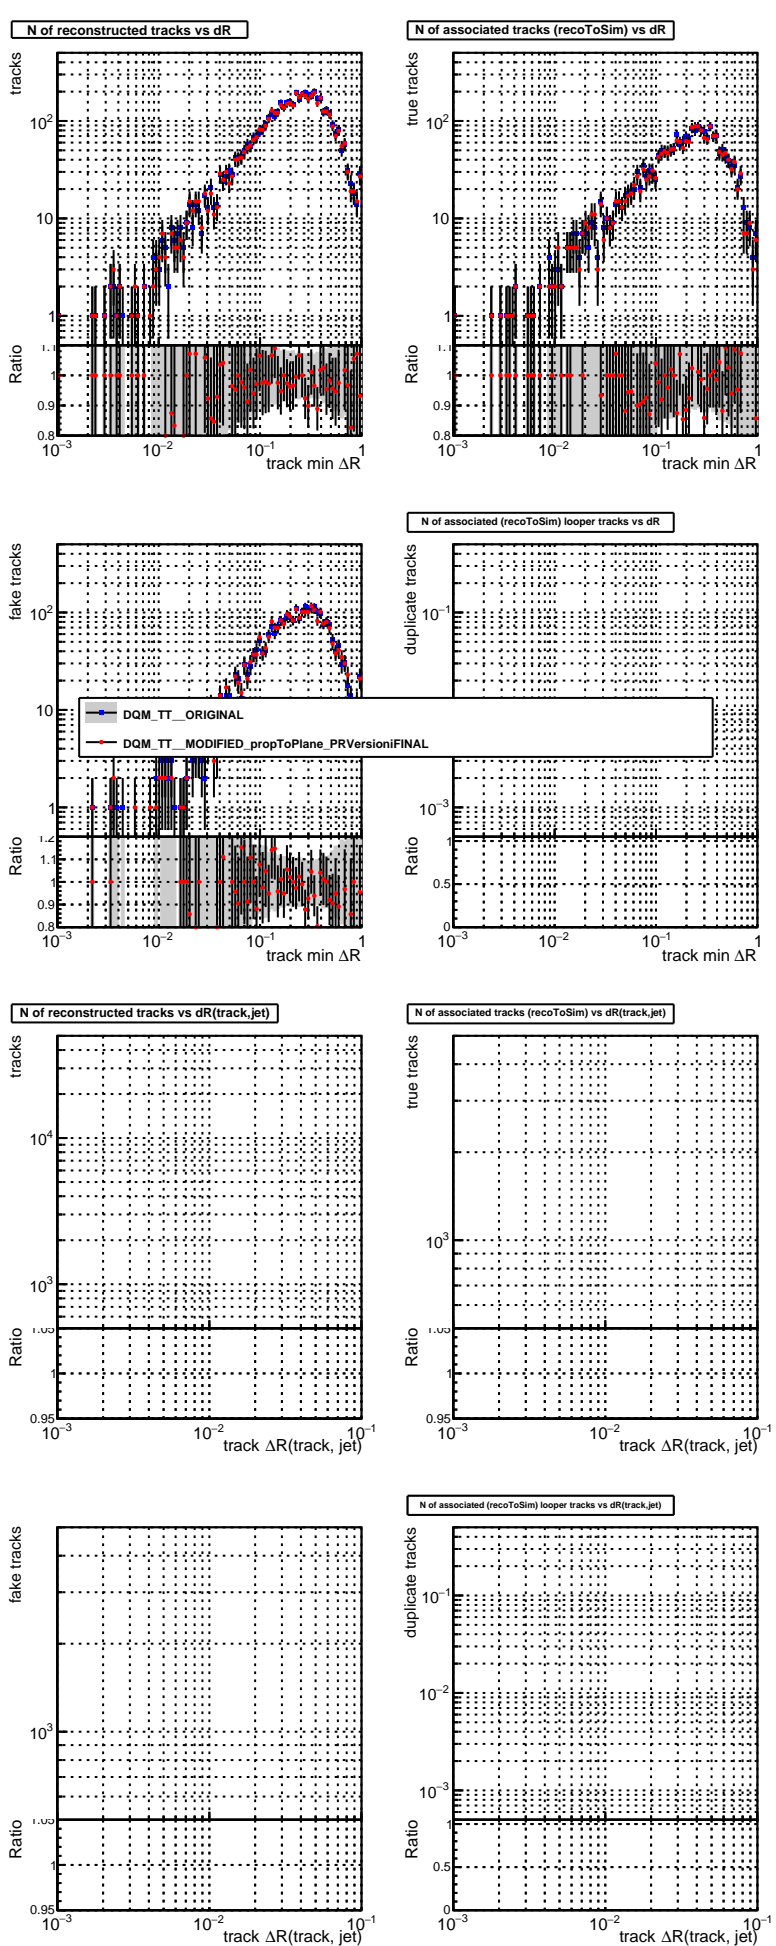 N of reconstructed tracks vs dR
tracks
10²
10
1
Ratio
1.1
1
0.9
0.8
10⁻³ 10⁻² 10⁻¹ 1
track min ΔR
N of associated tracks (recoToSim) vs dR
true tracks
10²
10
1
Ratio
1.1
1
0.9
0.8
10⁻³ 10⁻² 10⁻¹ 1
track min ΔR
fake tracks
10²
10
1
Ratio
1.2
1.1
1
0.9
0.8
10⁻³ 10⁻² 10⁻¹ 1
track min ΔR
N of associated (recoToSim) looper tracks vs dR
duplicate tracks
10⁻¹
10⁻³
Ratio
1
0.5
0
10⁻³ 10⁻² 10⁻¹ 1
track min ΔR
DQM_TT__ORIGINAL
DQM_TT__MODIFIED_propToPlane_PRVersioniFINAL
N of reconstructed tracks vs dR(track,jet)
tracks
10⁴
10³
Ratio
1.05
1
0.95
10⁻³ 10⁻² 10⁻¹
track ΔR(track, jet)
N of associated tracks (recoToSim) vs dR(track,jet)
true tracks
10³
Ratio
1.05
1
0.95
10⁻³ 10⁻² 10⁻¹
track ΔR(track, jet)
fake tracks
10³
Ratio
1.05
1
0.95
10⁻³ 10⁻² 10⁻¹
track ΔR(track, jet)
N of associated (recoToSim) looper tracks vs dR(track,jet)
duplicate tracks
10⁻¹
10⁻²
10⁻³
Ratio
1
0.5
0
10⁻³ 10⁻² 10⁻¹
track ΔR(track, jet)